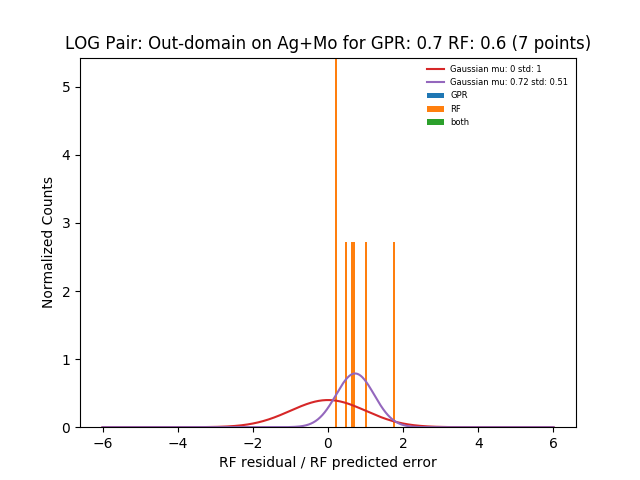 LOG Pair: Out-domain on Ag+Mo for GPR: 0.7 RF: 0.6 (7 points)
Gaussian mu: 0 std: 1
Gaussian mu: 0.72 std: 0.51
GPR
RF
both
Normalized Counts
5
4
3
2
1
0
−6 −4 −2 0 2 4 6
RF residual / RF predicted error